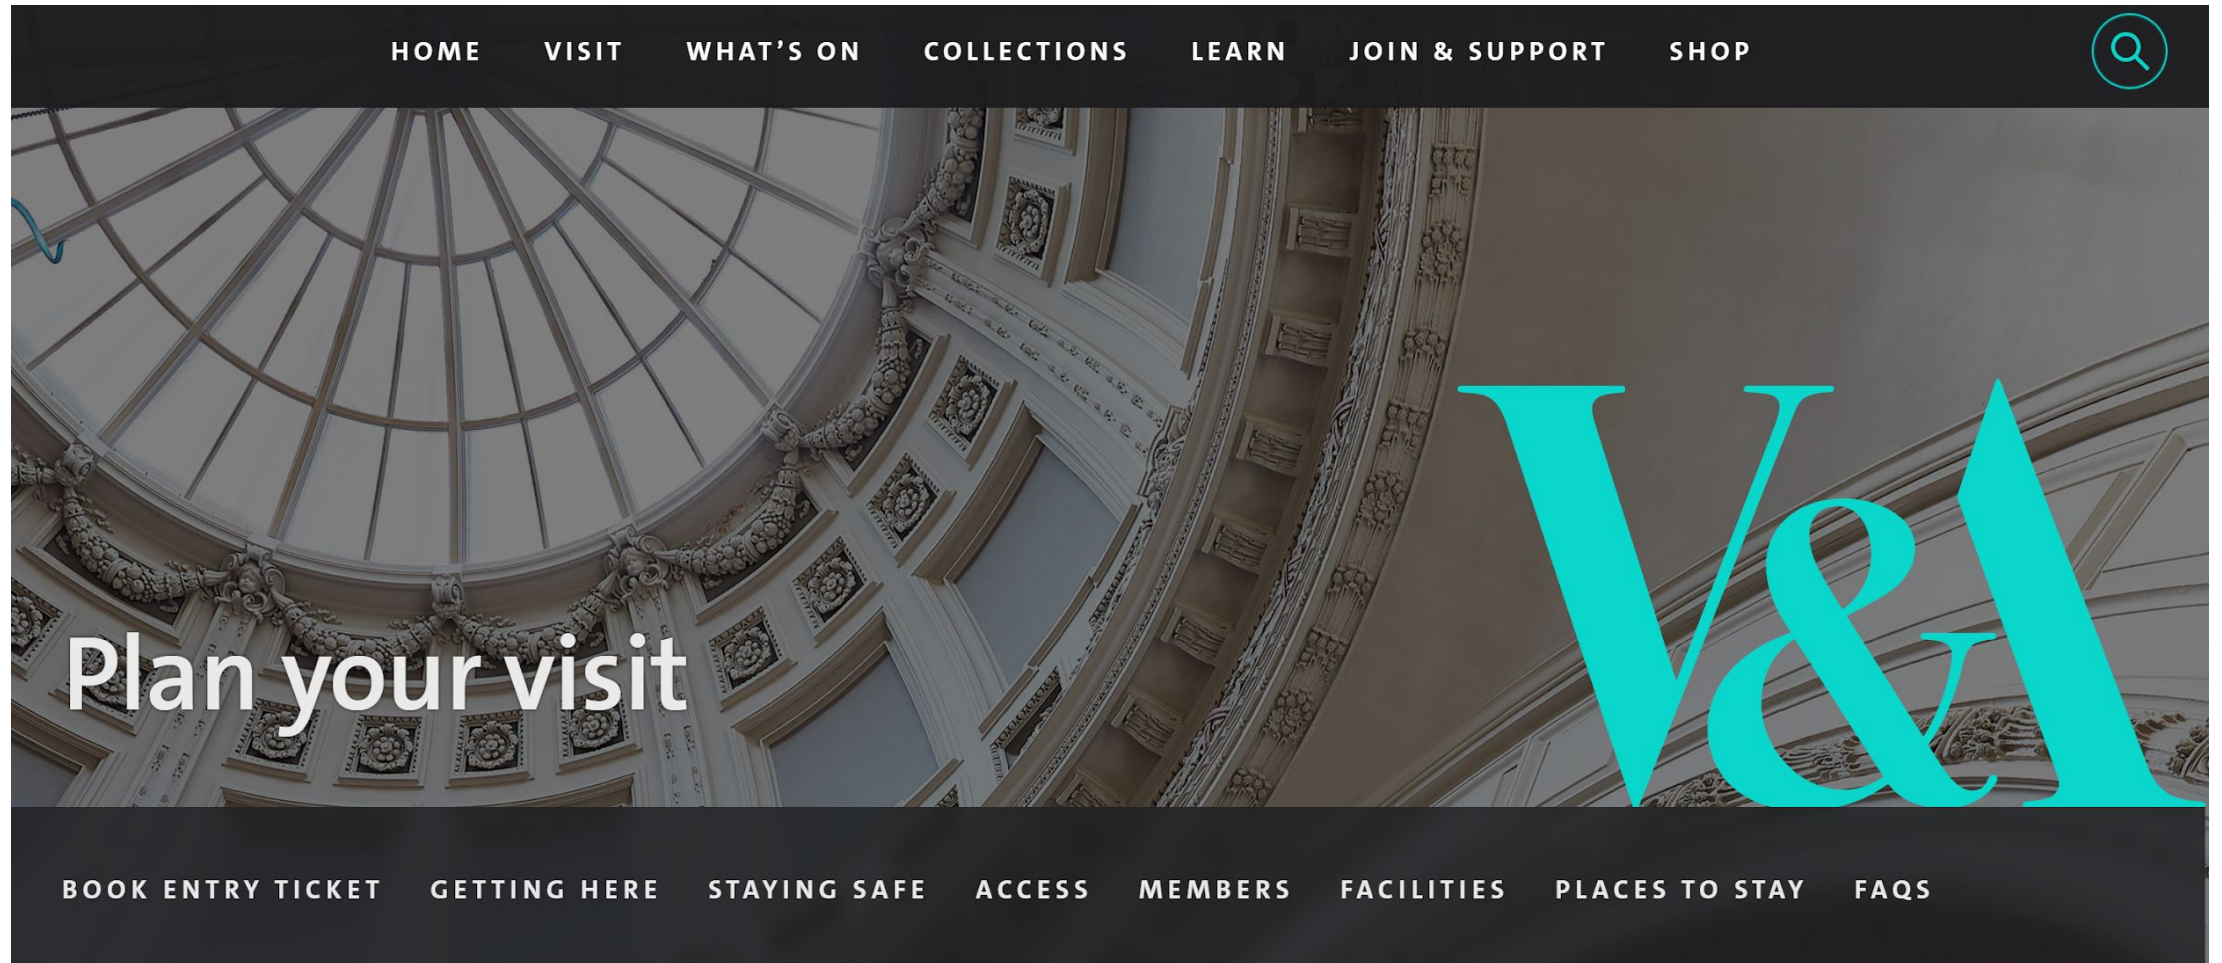 HOME VISIT WHAT’S ON COLLECTIONS LEARN JOIN & SUPPORT SHOP
V&A
Plan your visit
BOOK ENTRY TICKET GETTING HERE STAYING SAFE ACCESS MEMBERS FACILITIES PLACES TO STAY FAQS